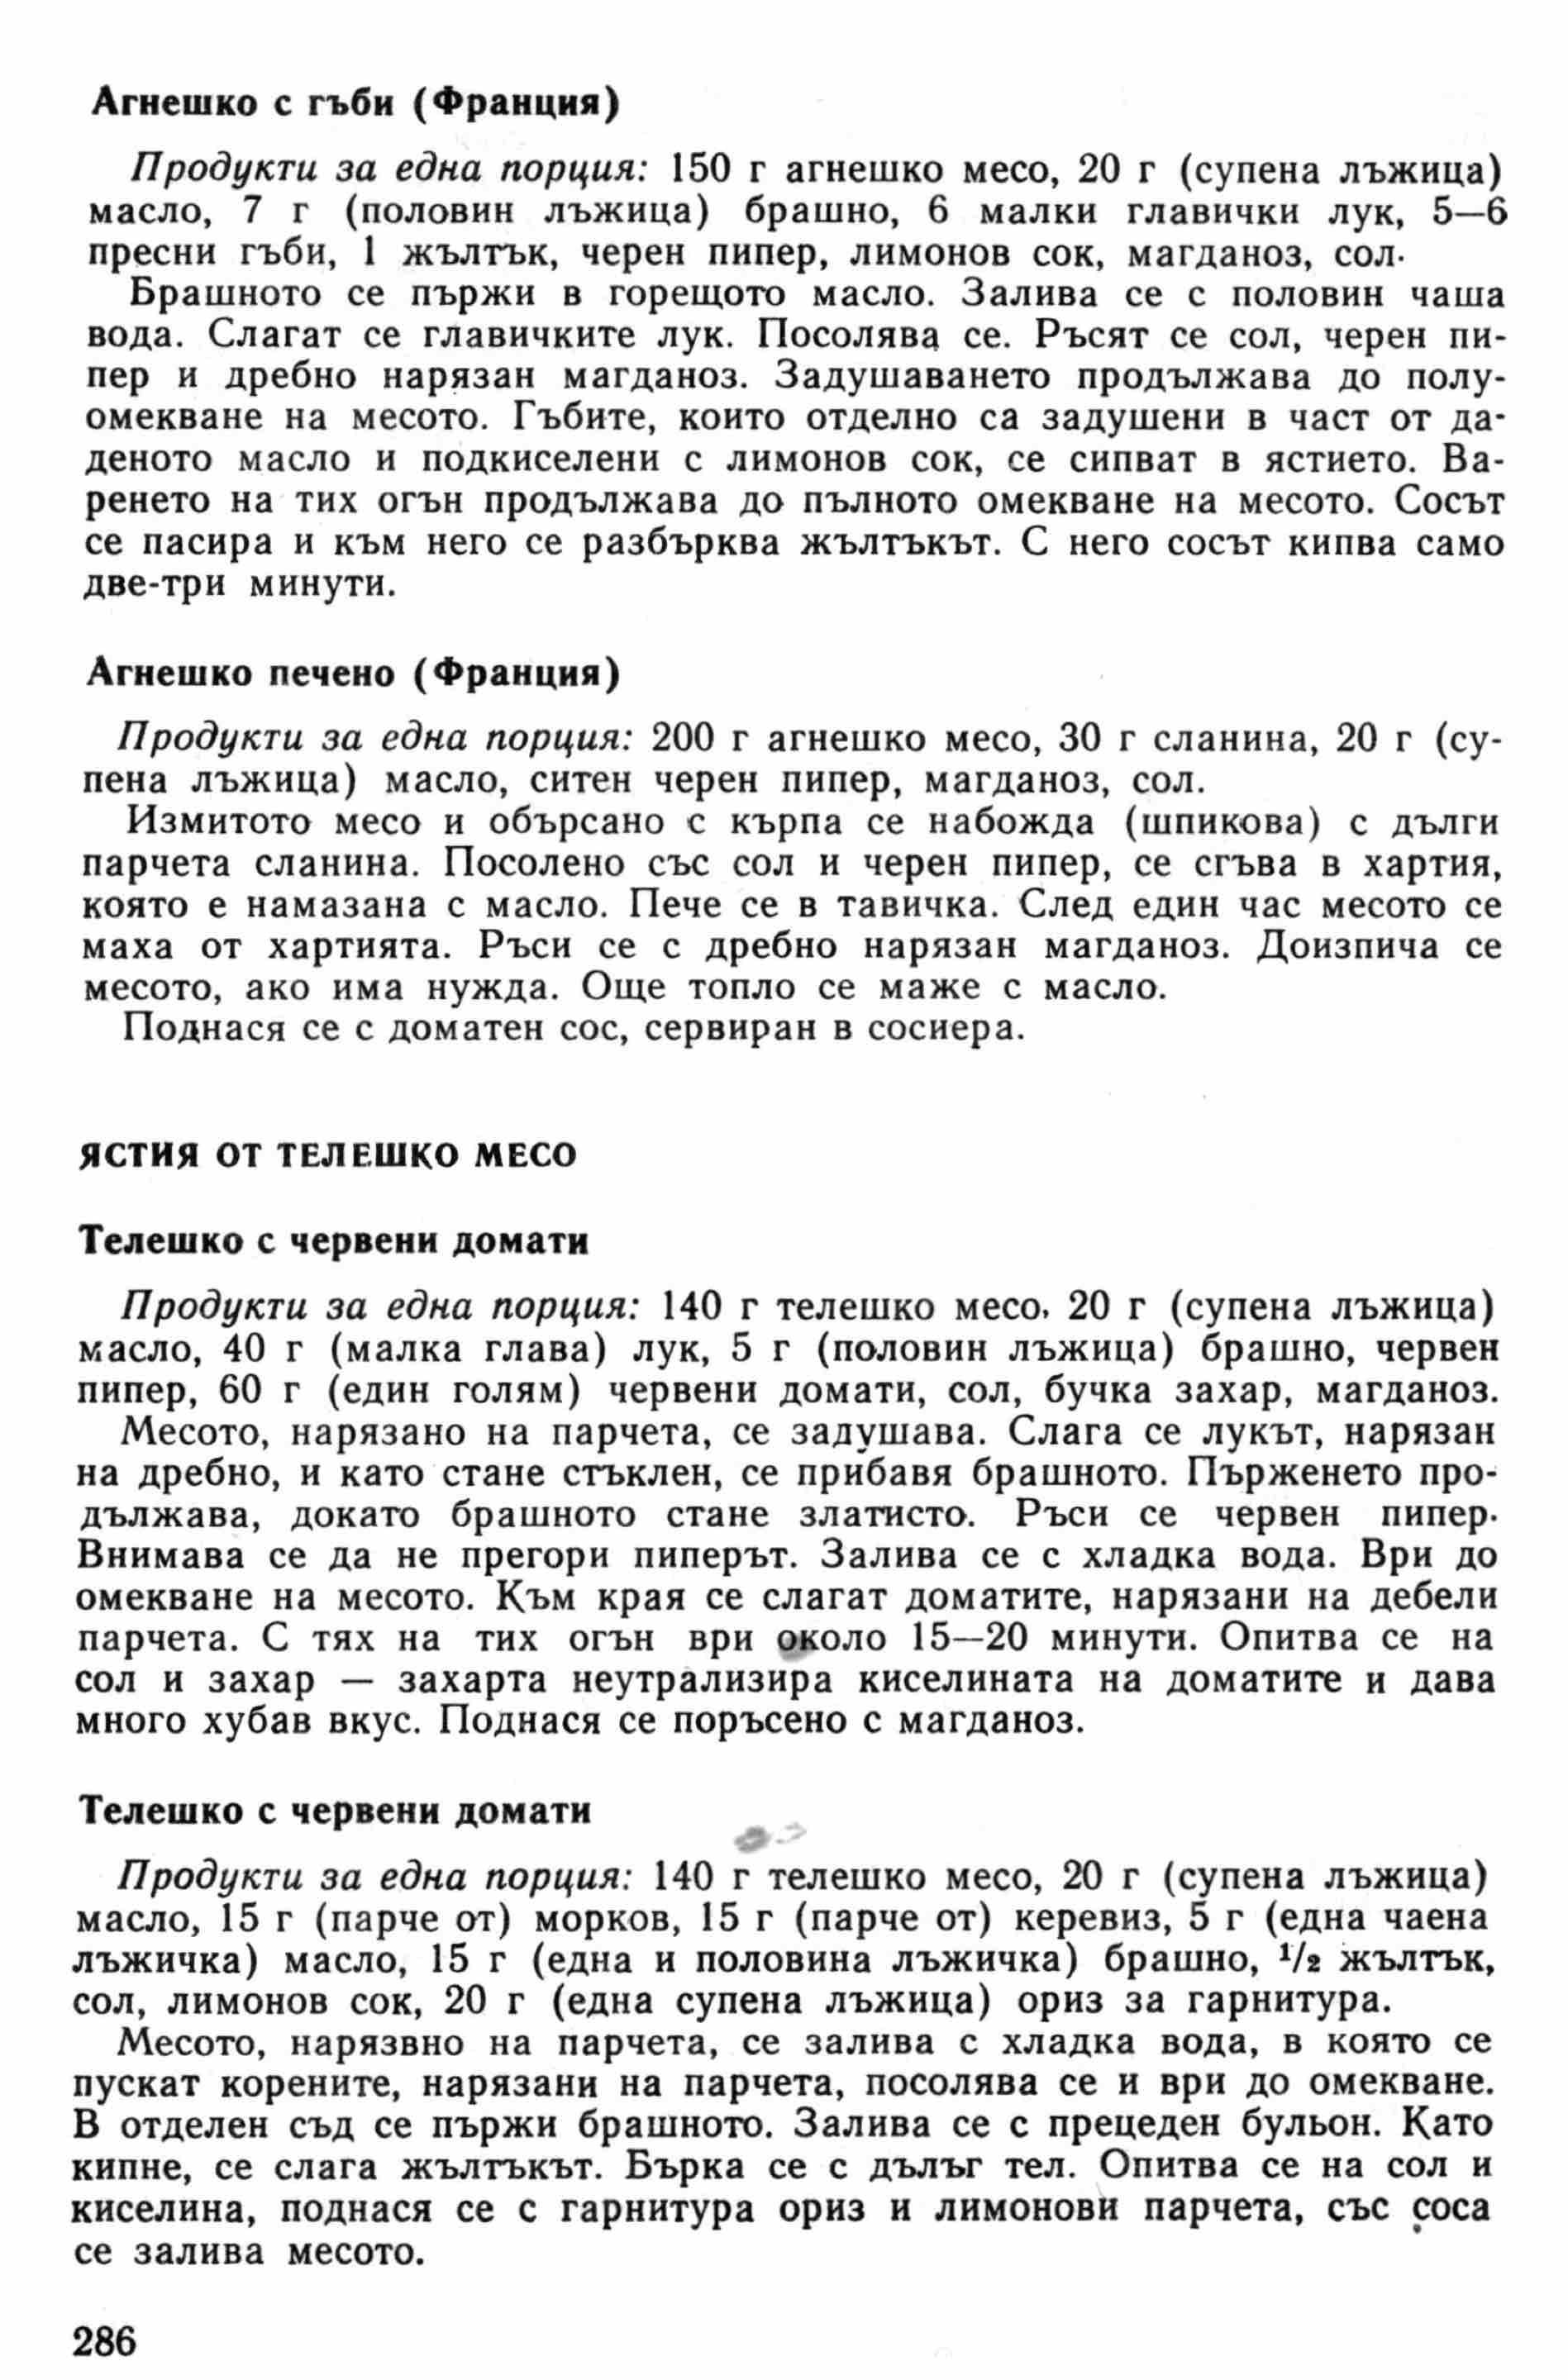 Агнешко с гъби (Франция)
Продукти за една порция: 150 г агнешко месо, 20 г (супена лъжица)
масло, 7 г (половин лъжица) брашно, 6 малки главички лук, 5—6
пресни гъби, 1 жълтък, черен пипер, лимонов сок, магданоз, сол.
Брашното се пържи в горещото масло. Залива се с половин чаша
вода. Слагат се главичките лук. Посолява се. Ръсят се сол, черен пи-
пер и дребно нарязан магданоз. Задушаването продължава до полу-
омекване на месото. Гъбите, които отделно са задушени в част от да-
деното масло и подкиселени с лимонов сок, се сипват в ястието. Ва-
ренето на тих огън продължава до пълното омекване на месото. Сосът
се пасира и към него се разбърква жълтъкът. С него сосът кипва само
две-три минути.
Агнешко печено (Франция)
Продукти за една порция: 200 г агнешко месо, 30 г сланина, 20 г (су-
пена лъжица) масло, ситен черен пипер, магданоз, сол.
Измитото месо и обърсано с кърпа се набожда (шпикова) с дълги
парчета сланина. Посолено със сол и черен пипер, се сгъва в хартия,
която е намазана с масло. Пече се в тавичка. След един час месото се
маха от хартията. Ръси се с дребно нарязан магданоз. Доизпича се
месото, ако има нужда. Още топло се маже с масло.
Поднася се с доматен сос, сервиран в сосиера.
ЯСТИЯ ОТ ТЕЛЕШКО МЕСО
Телешко с червени домати
Продукти за една порция: 140 г телешко месо, 20 г (супена лъжица)
масло, 40 г (малка глава) лук, 5 г (половин лъжица) брашно, червен
пипер, 60 г (един голям) червени домати, сол, бучка захар, магданоз.
Месото, нарязано на парчета, се задушава. Слага се лукът, нарязан
на дребно, и като стане стъклен, се прибавя брашното. Пърженето про-
дължава, докато брашното стане златисто. Ръси се червен пипер.
Внимава се да не прегори пиперът. Залива се с хладка вода. Ври до
омекване на месото. Към края се слагат доматите, нарязани на дебели
парчета. С тях на тих огън ври около 15—20 минути. Опитва се на
сол и захар — захарта неутрализира киселината на доматите и дава
много хубав вкус. Поднася се поръсено с магданоз.
Телешко с червени домати
Продукти за една порция: 140 г телешко месо, 20 г (супена лъжица)
масло, 15 г (парче от) морков, 15 г (парче от) керевиз, 5 г (една чаена
лъжичка) масло, 15 г (една и половина лъжичка) брашно, 1/2 жълтък,
сол, лимонов сок, 20 г (една супена лъжица) ориз за гарнитура.
Месото, нарязвно на парчета, се залива с хладка вода, в която се
пускат корените, нарязани на парчета, посолява се и ври до омекване.
В отделен съд се пържи брашното. Залива се с прецеден бульон. Като
кипне, се слага жълтъкът. Бърка се с дълъг тел. Опитва се на сол и
киселина, поднася се с гарнитура ориз и лимонови парчета, със соса
се залива месото.
286